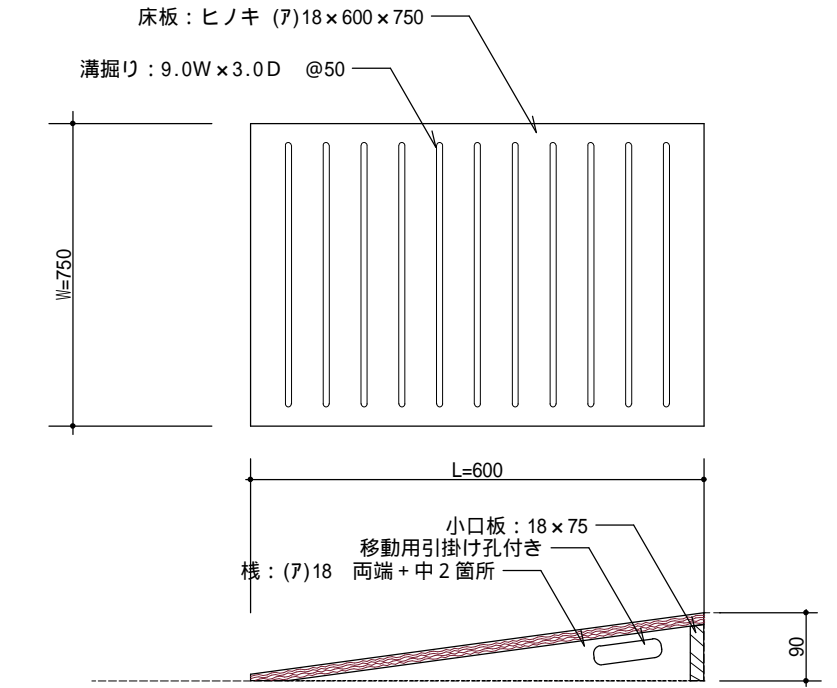 床板：ヒノキ (ｱ)18×600×750
溝掘り：9.0W×3.0D @50
W=750
L=600
小口板：18×75
移動用引掛け孔付き
桟：(ｱ)18 両端＋中２箇所
90